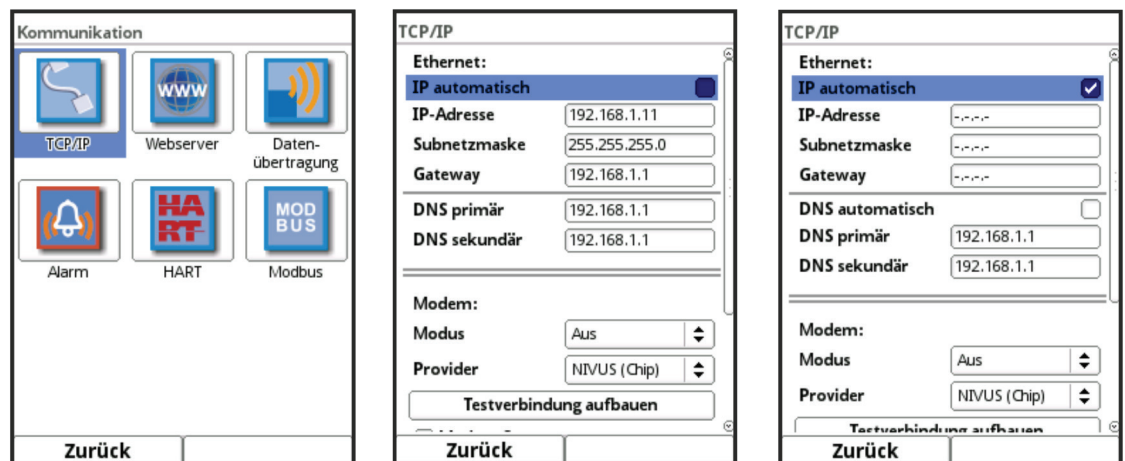 Kommunikation
WWW
HART
MOD
BUS
TCP/IP
Webserver
Daten-
übertragung
Alarm
HART
Modbus
Zurück
TCP/IP
Ethernet:
IP automatisch
IP-Adresse 192.168.1.11
Subnetzmaske 255.255.255.0
Gateway 192.168.1.1
DNS primär 192.168.1.1
DNS sekundär 192.168.1.1
Modem:
Modus Aus
Provider NIVUS (Chip)
Testverbindung aufbauen
Zurück
TCP/IP
Ethernet:
IP automatisch
IP-Adresse -.-.-.-
Subnetzmaske -.-.-.-
Gateway -.-.-.-
DNS automatisch
DNS primär 192.168.1.1
DNS sekundär 192.168.1.1
Modem:
Modus Aus
Provider NIVUS (Chip)
Testverbindung aufbauen
Zurück